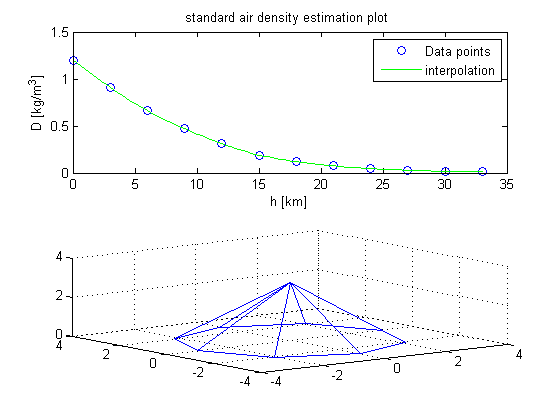 standard air density estimation plot
1.5
1
0.5
0
D [kg/m³]
Data points
interpolation
0 5 10 15 20 25 30 35
h [km]
4
2
0
4 2 0 -2 -4
-4 -2 0 2 4